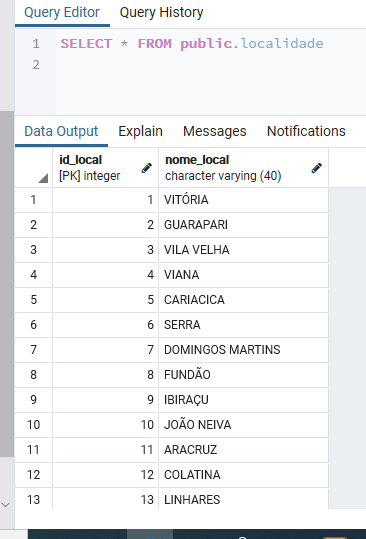 Query Editor Query History
1 SELECT * FROM public.localidade
2
Data Output Explain Messages Notifications
id_local nome_local
[PK] integer character varying (40)
1 1 VITÓRIA
2 2 GUARAPARI
3 3 VILA VELHA
4 4 VIANA
5 5 CARIACICA
6 6 SERRA
7 7 DOMINGOS MARTINS
8 8 FUNDÃO
9 9 IBIRAÇU
10 10 JOÃO NEIVA
11 11 ARACRUZ
12 12 COLATINA
13 13 LINHARES